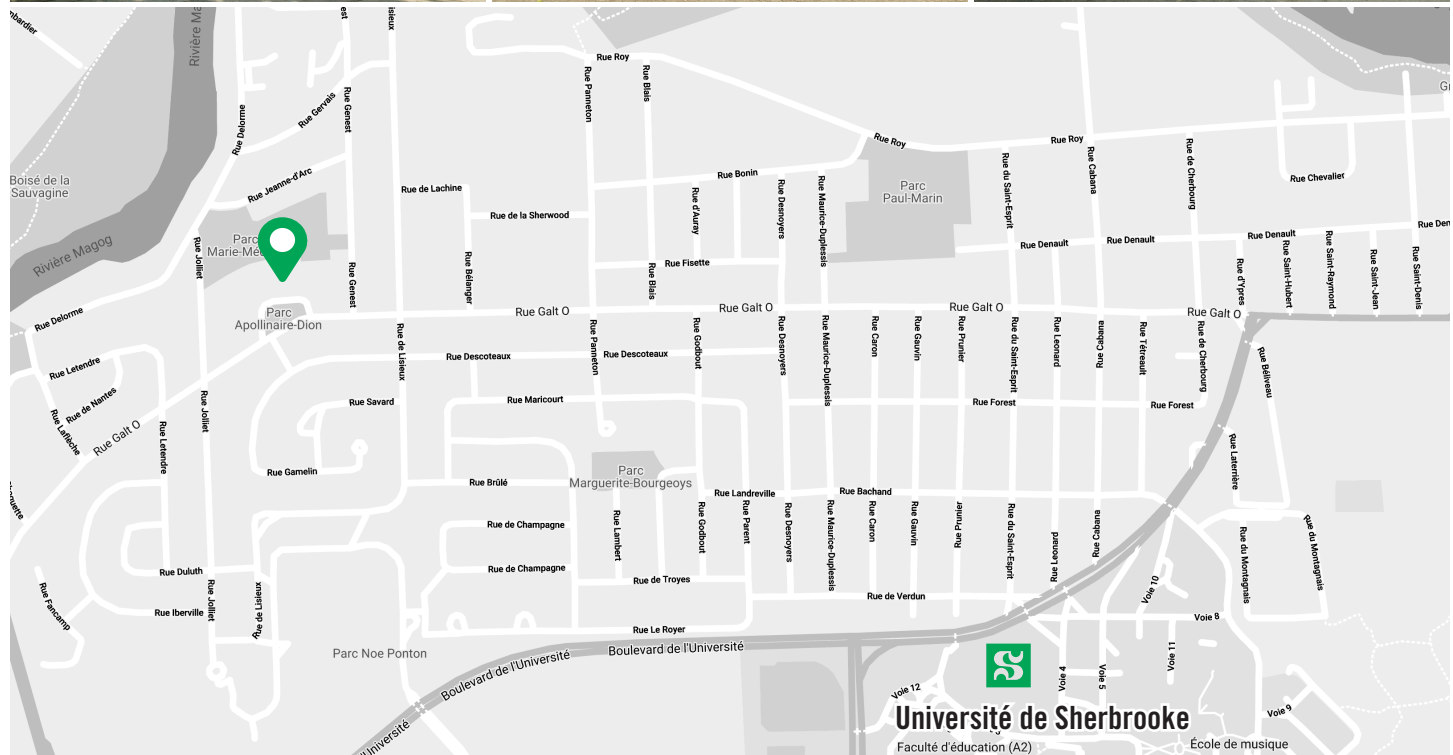 Rivière Ma
est
isieux
mbardier
Rue Roy
Rue Panneton
Rue Blais
Rue Genest
Rue Gervais
Rue Delorme
Rue Roy
Rue Roy
Rue du Saint-Esprit
Rue Cabana
Rue de Cherbourg
Rue Chevalier
Boisé de la
Sauvagine
Rue Jeanne-d'Arc
Rue de Lachine
Rue Bonin
Rue d'Auray
Rue Desnoyers
Rue Maurice-Duplessis
Parc
Paul-Marin
Rue de la Sherwood
Parc
Marie-Mé
Rivière Magog
Rue Jolliet
Rue Genest
Rue Bélanger
Rue Fisette
Rue Blais
Rue Denault
Rue Denault
Rue Denault
Rue Den
Rue d'Ypres
Rue Saint-Hubert
Rue Saint-Raymond
Rue Saint-Jean
Rue Saint-Denis
Rue Delorme
Parc
Apollinaire-Dion
Rue Galt O
Rue Galt O
Rue Galt O
Rue Galt O
Rue de Lisieux
Rue Panneton
Rue Godbout
Rue Desnoyers
Rue Maurice-Duplessis
Rue Caron
Rue Gauvin
Rue Prunier
Rue du Saint-Esprit
Rue Leonard
Rue Cabana
Rue Tétreault
Rue de Cherbourg
Rue Béliveau
Rue Descoteaux
Rue Descoteaux
Rue Letendre
Rue de Nantes
Rue Laflèche
Rue Galt O
Rue Letendre
Rue Jolliet
Rue Savard
Rue Maricourt
Rue Forest
Rue Forest
Rue Laterrière
Rue Gamelin
Rue Brûlé
Parc
Marguerite-Bourgeoys
Rue Landreville
Rue Bachand
Rue de Champagne
Rue de Champagne
Rue Lambert
Rue Godbout
Rue Parent
Rue Desnoyers
Rue Maurice-Duplessis
Rue Caron
Rue Gauvin
Rue Prunier
Rue du Saint-Esprit
Rue Leonard
Rue Cabana
Rue du Montagnais
Rue du Montagnais
Rue Duluth
Rue Iberville
Rue Fancamp
Rue Jolliet
Rue de Lisieux
Rue de Troyes
Rue de Verdun
Rue Le Royer
Voie 10
Voie 8
Voie 11
Parc Noe Ponton
Boulevard de l'Université
Boulevard de l'Université
l'Université
Voie 12
Voie 4
Voie 5
Voie 9
Université de Sherbrooke
Faculté d'éducation (A2)
École de musique